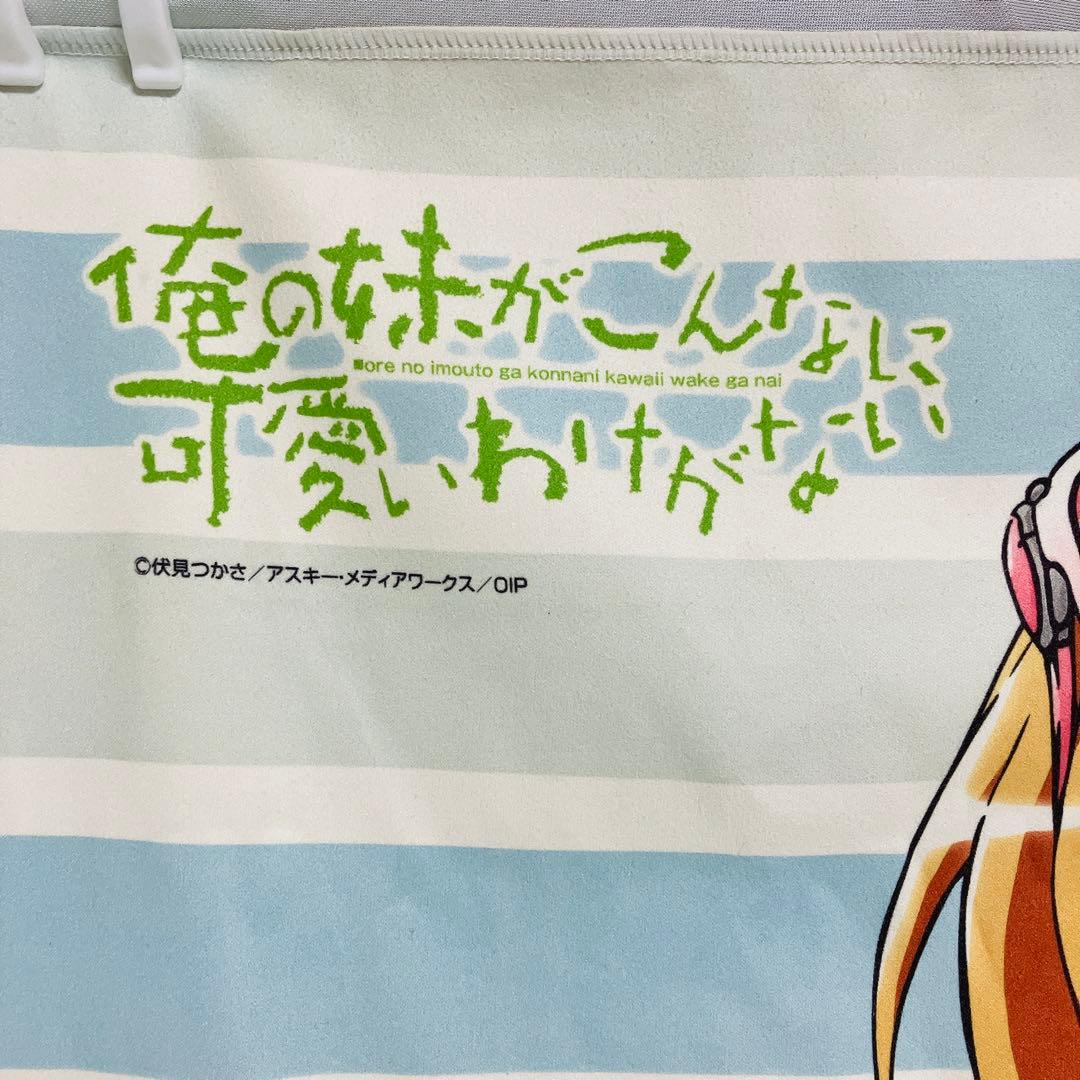 俺の妹がこんなに
■ore no imouto ga konnani kawaii wake ga nai
可愛いわけがない
©伏見つかさ／アスキー・メディアワークス／OIP